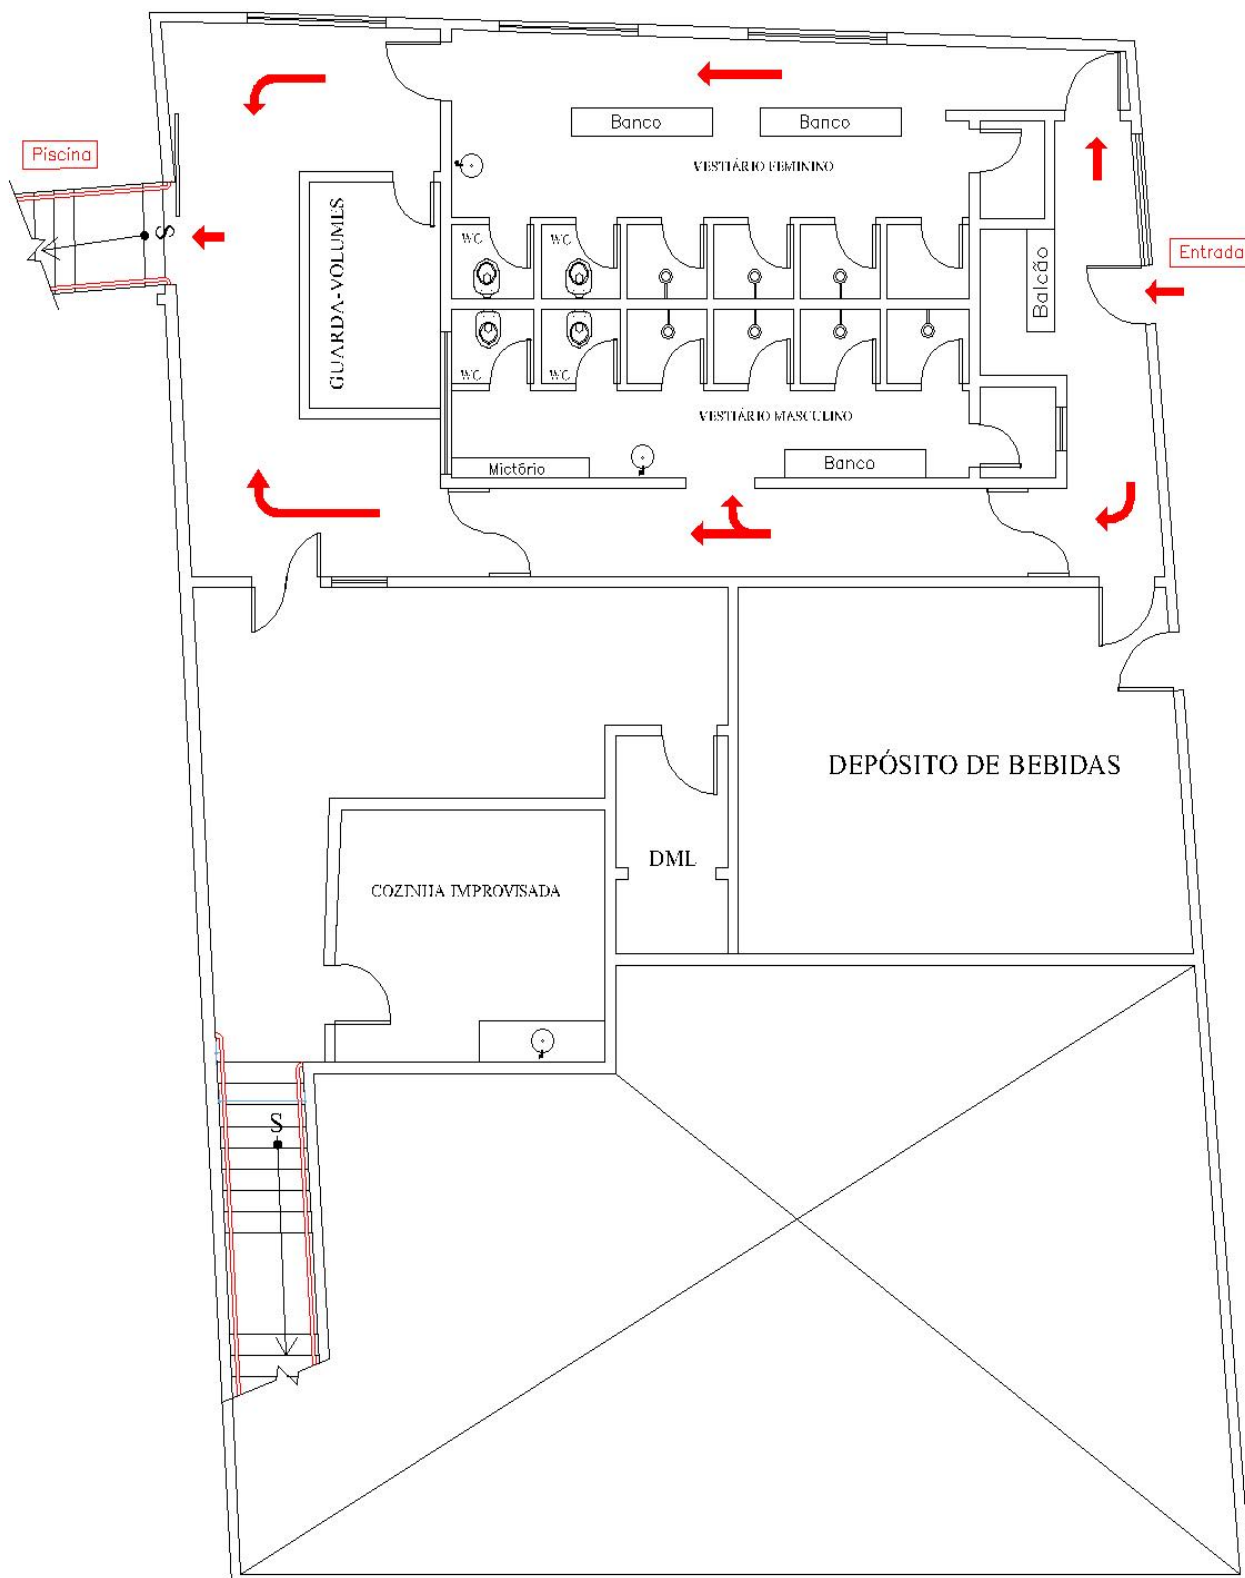 Banco
Banco
Piscina
VESTIÁRIO FEMININO
S
WC
WC
Entrada
GUARDA-VOLUMES
Balcão
WC
WC
VESTIÁRIO MASCULINO
Mictório
Banco
DEPÓSITO DE BEBIDAS
DML
COZINHA IMPROVISADA
S